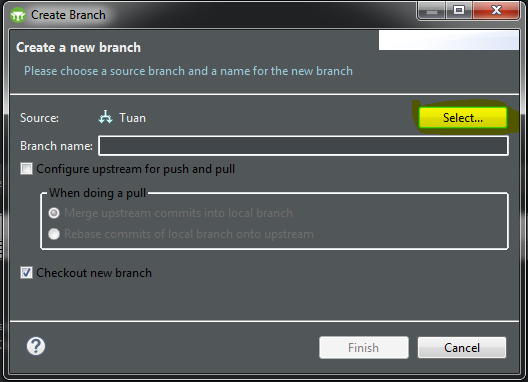 Create Branch
Create a new branch
Please choose a source branch and a name for the new branch
Source: Tuan Select...
Branch name:
Configure upstream for push and pull
When doing a pull
Merge upstream commits into local branch
Rebase commits of local branch onto upstream
Checkout new branch
? Finish Cancel